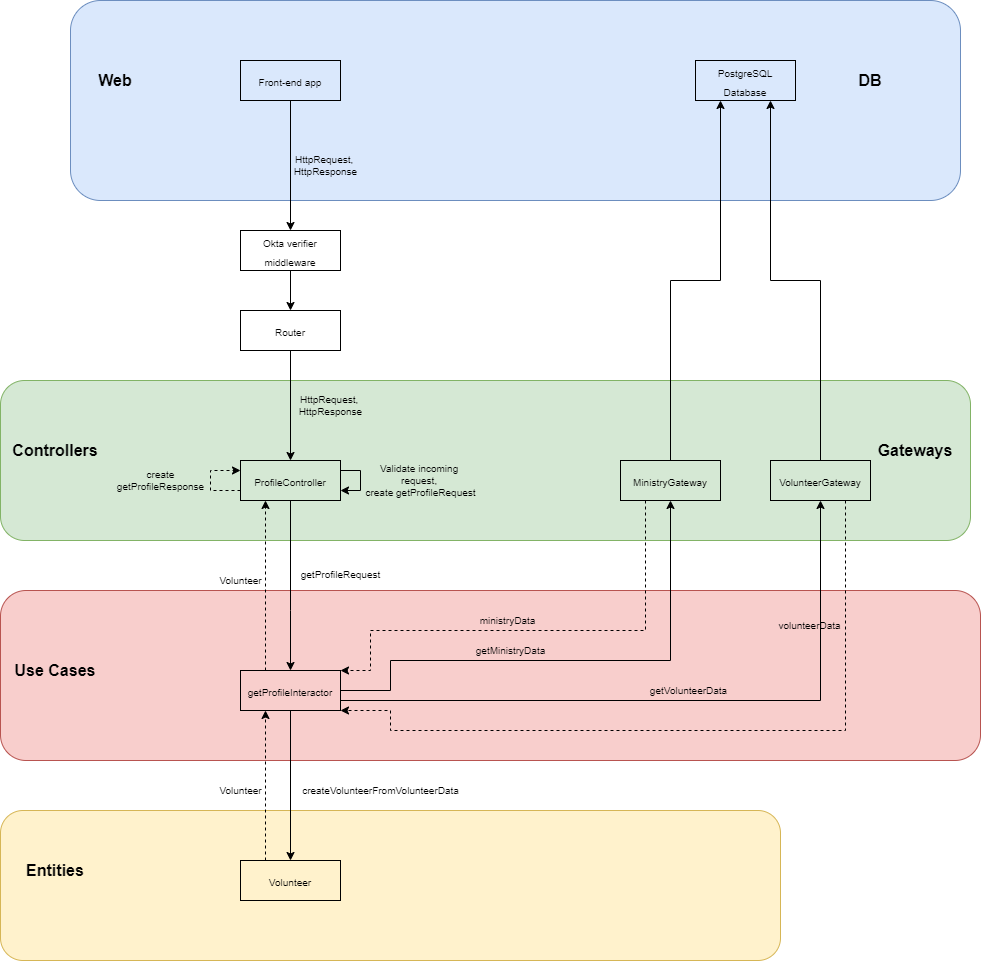 Web
Front-end app
PostgreSQL
Database
DB
HttpRequest,
HttpResponse
Okta verifier
middleware
Router
HttpRequest,
HttpResponse
Controllers
Gateways
create
getProfileResponse
ProfileController
Validate incoming
request,
create getProfileRequest
MinistryGateway
VolunteerGateway
Volunteer
getProfileRequest
ministryData
volunteerData
getMinistryData
Use Cases
getProfileInteractor
getVolunteerData
Volunteer
createVolunteerFromVolunteerData
Entities
Volunteer